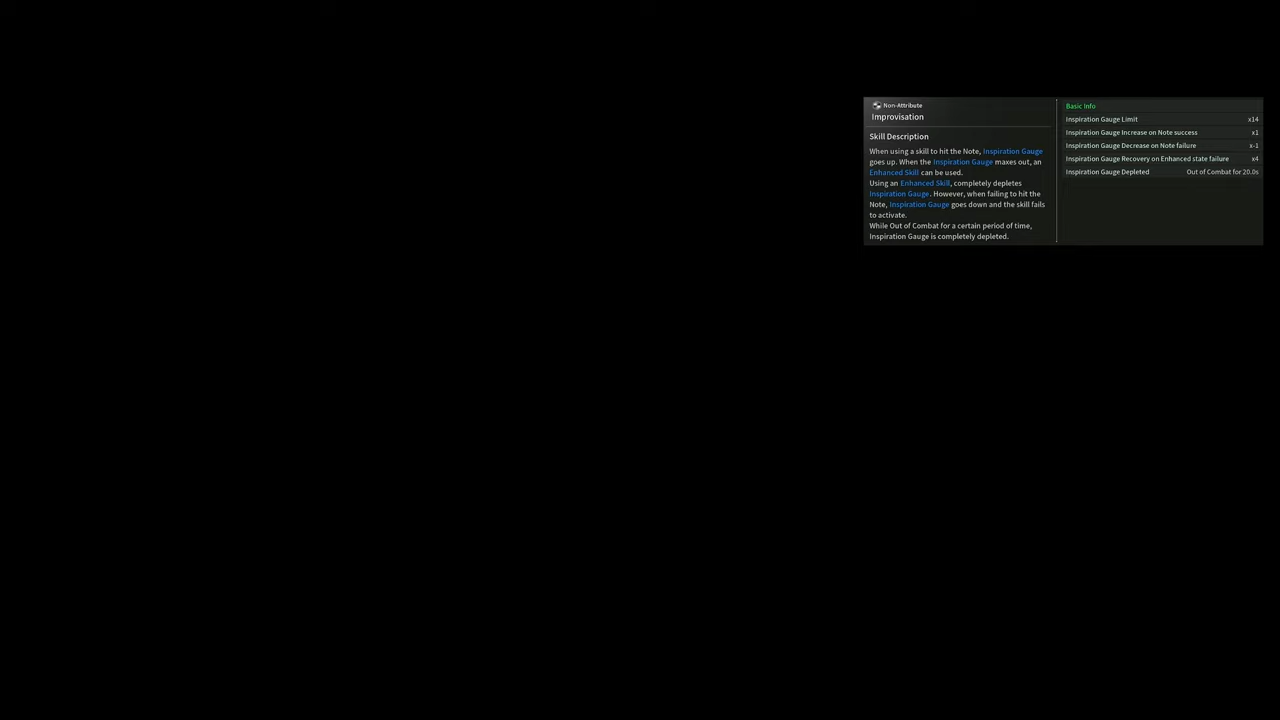 Non-Attribute
Improvisation
Skill Description
When using a skill to hit the Note, Inspiration Gauge
goes up. When the Inspiration Gauge maxes out, an
Enhanced Skill can be used.
Using an Enhanced Skill, completely depletes
Inspiration Gauge. However, when failing to hit the
Note, Inspiration Gauge goes down and the skill fails
to activate.
While Out of Combat for a certain period of time,
Inspiration Gauge is completely depleted.
Basic Info
Inspiration Gauge Limit x14
Inspiration Gauge Increase on Note success x1
Inspiration Gauge Decrease on Note failure x-1
Inspiration Gauge Recovery on Enhanced state failure x4
Inspiration Gauge Depleted Out of Combat for 20.0s